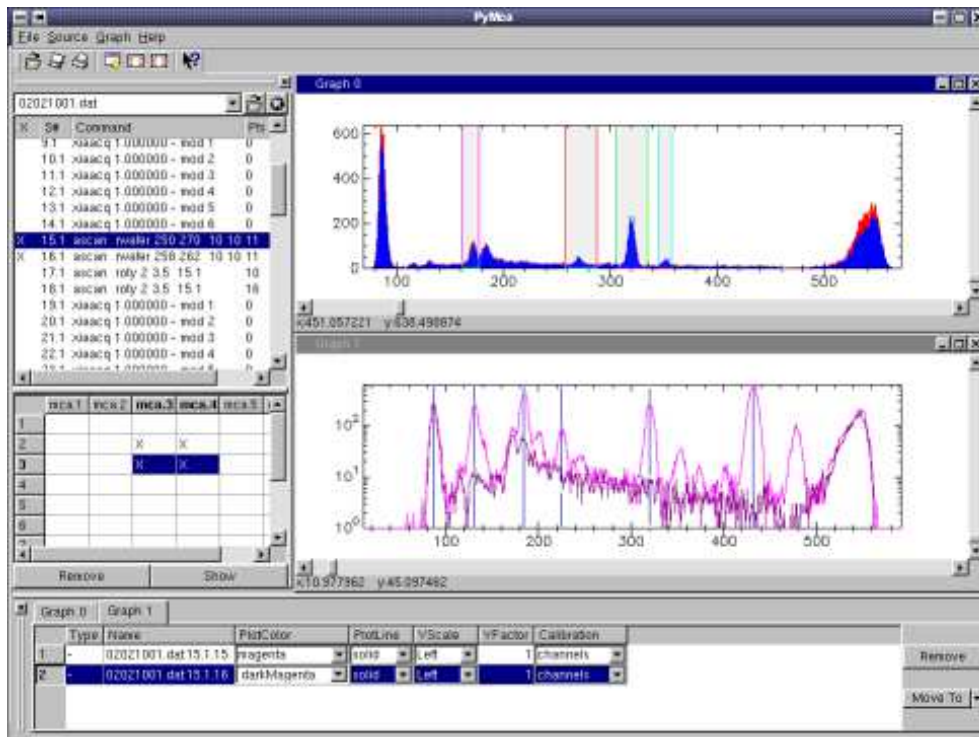 PyMca
File Source Graph Help
Graph 0
02021001.dat
X S# Command Pts
9.1 xiaacq 1.000000 - mod 1 0
10.1 xiaacq 1.000000 - mod 2 0
11.1 xiaacq 1.000000 - mod 3 0
12.1 xiaacq 1.000000 - mod 4 0
13.1 xiaacq 1.000000 - mod 5 0
14.1 xiaacq 1.000000 - mod 6 0
X 15.1 ascan rwafer 250 270 10 10 11
X 16.1 ascan rwafer 258 262 10 10 11
17.1 ascan roty 2 3.5 15 1 16
18.1 ascan roty 2 3.5 15 1 16
19.1 xiaacq 1.000000 - mod 1 0
20.1 xiaacq 1.000000 - mod 2 0
21.1 xiaacq 1.000000 - mod 3 0
22.1 xiaacq 1.000000 - mod 4 0
600
400
200
0
100 200 300 400 500
x:451.057221 y:638.498674
Graph 1
mca.1 mca.2 mca.3 mca.4 mca.5
1
2 X X
3 X X
4
5
6
Remove Show
10²
10¹
10⁰
100 200 300 400 500
x:10.977962 y:45.097462
Graph 0 Graph 1
Type Name PlotColor PlotLine YScale YFactor Calibration
1 - 02021001.dat 15.1.15 magenta solid Left 1 channels
2 - 02021001.dat 15.1.16 darkMagenta solid Left 1 channels
Remove
Move To